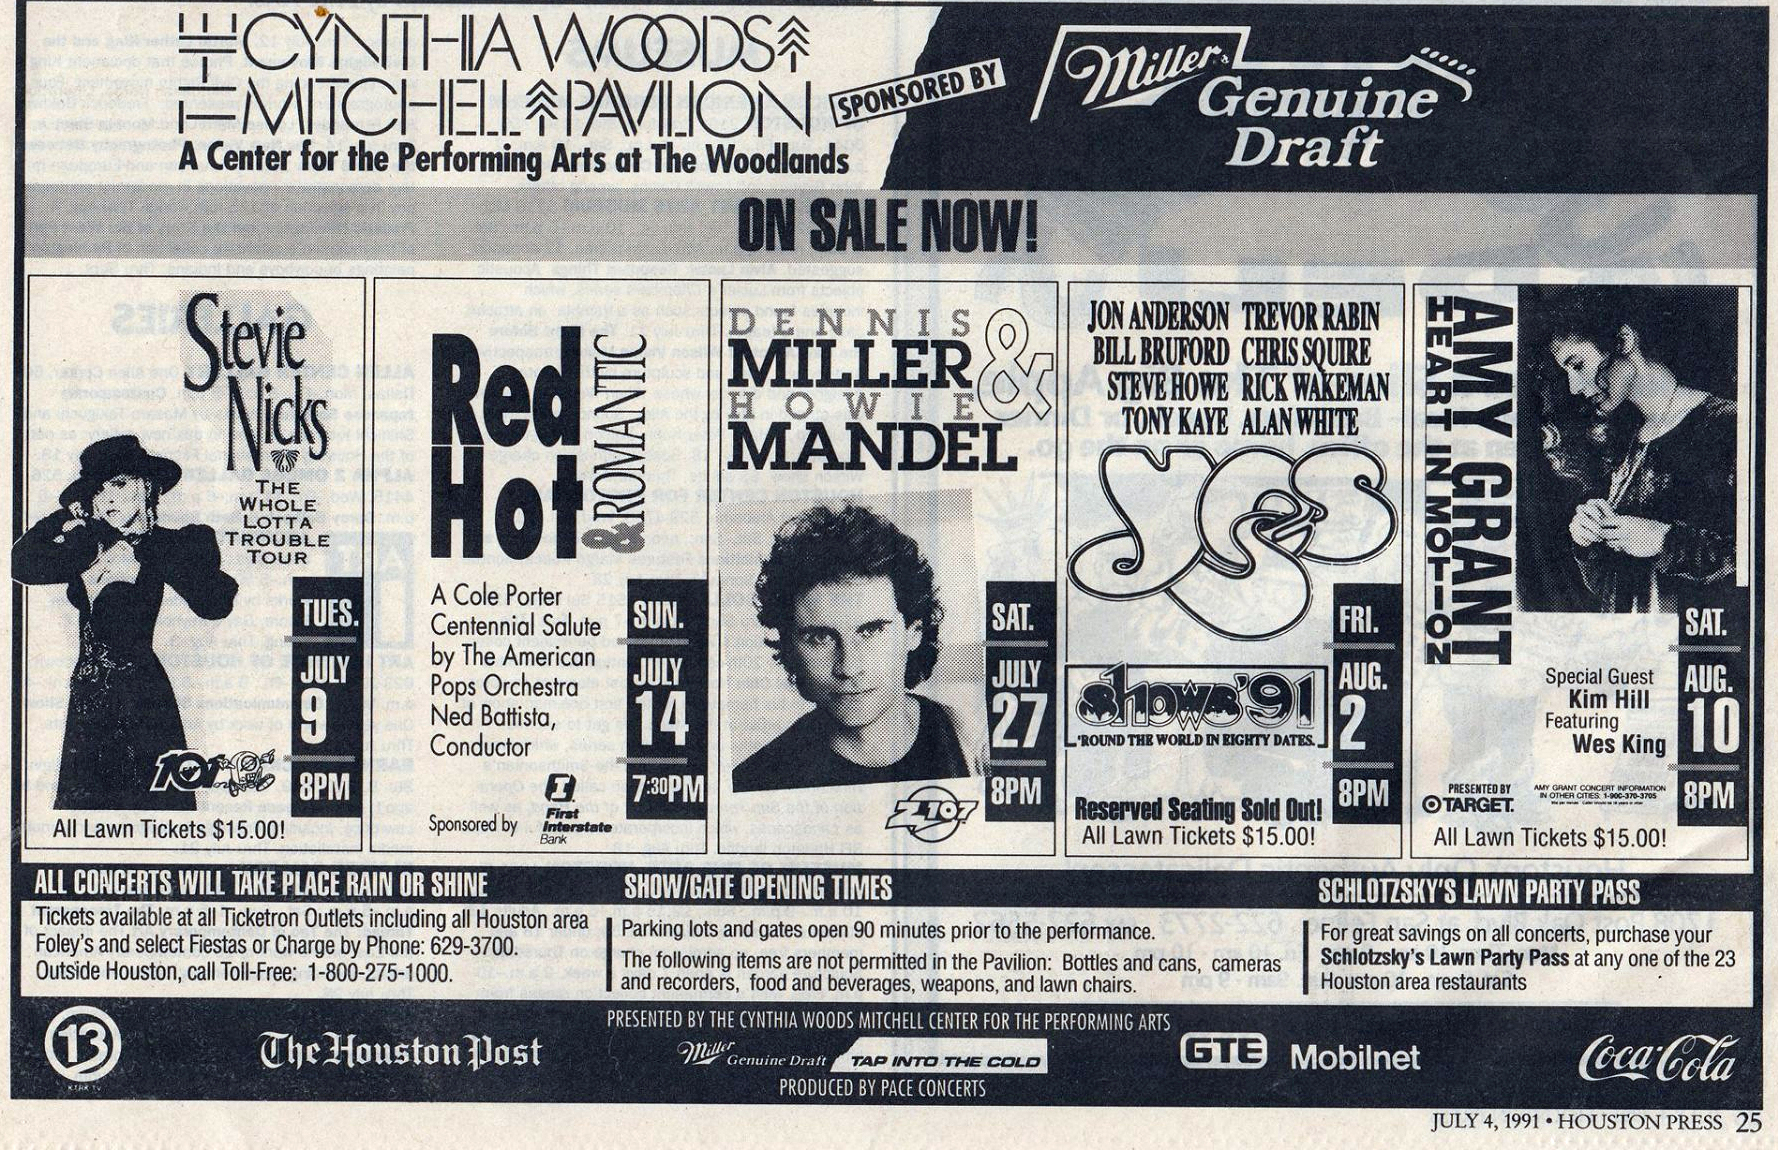 THE CYNTHIA WOODS
MITCHELL PAVILION
A Center for the Performing Arts at The Woodlands
SPONSORED BY
Miller
Genuine
Draft
ON SALE NOW!
Stevie
Nicks
THE
WHOLE
LOTTA
TROUBLE
TOUR
TUES.
JULY
9
8PM
101
All Lawn Tickets $15.00!
Red
Hot
& ROMANTIC
A Cole Porter
Centennial Salute
by The American
Pops Orchestra
Ned Battista,
Conductor
Sponsored by
First
Interstate
Bank
SUN.
JULY
14
7:30PM
DENNIS
MILLER &
HOWIE
MANDEL
SAT.
JULY
27
8PM
Z107
JON ANDERSON TREVOR RABIN
BILL BRUFORD CHRIS SQUIRE
STEVE HOWE RICK WAKEMAN
TONY KAYE ALAN WHITE
YES
shows '91
'ROUND THE WORLD IN EIGHTY DATES.
FRI.
AUG.
2
8PM
Reserved Seating Sold Out!
All Lawn Tickets $15.00!
AMY GRANT
HEART IN MOTION
Special Guest
Kim Hill
Featuring
Wes King
SAT.
AUG.
10
8PM
PRESENTED BY
TARGET.
AMY GRANT CONCERT INFORMATION
IN OTHER CITIES: 1-900-370-3705
All Lawn Tickets $15.00!
ALL CONCERTS WILL TAKE PLACE RAIN OR SHINE
Tickets available at all Ticketron Outlets including all Houston area
Foley's and select Fiestas or Charge by Phone: 629-3700.
Outside Houston, call Toll-Free: 1-800-275-1000.
SHOW/GATE OPENING TIMES
Parking lots and gates open 90 minutes prior to the performance.
The following items are not permitted in the Pavilion: Bottles and cans, cameras
and recorders, food and beverages, weapons, and lawn chairs.
SCHLOTZSKY'S LAWN PARTY PASS
For great savings on all concerts, purchase your
Schlotzsky's Lawn Party Pass at any one of the 23
Houston area restaurants
PRESENTED BY THE CYNTHIA WOODS MITCHELL CENTER FOR THE PERFORMING ARTS
13
KTRK TV
The Houston Post
Miller Genuine Draft TAP INTO THE COLD
GTE Mobilnet
Coca-Cola
PRODUCED BY PACE CONCERTS
JULY 4, 1991 • HOUSTON PRESS 25